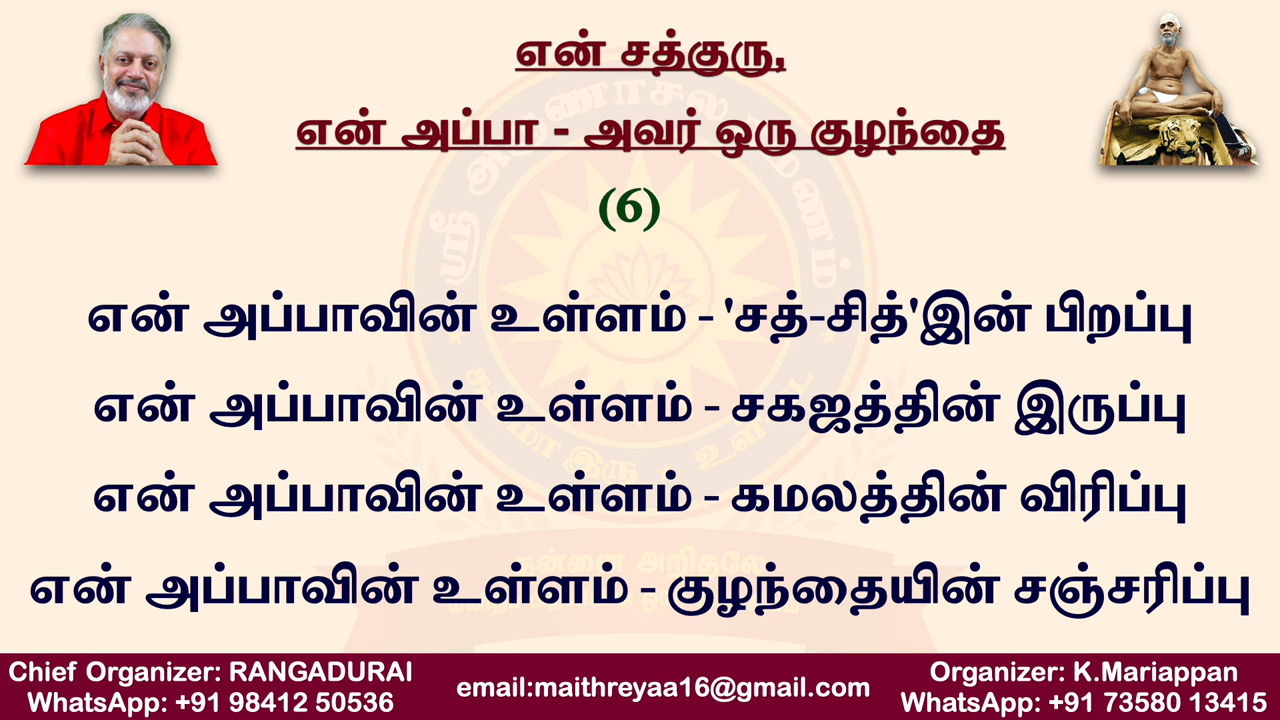 என் சத்குரு,
என் அப்பா - அவர் ஒரு குழந்தை
(6)
என் அப்பாவின் உள்ளம் - 'சத்-சித்'இன் பிறப்பு
என் அப்பாவின் உள்ளம் - சகஜத்தின் இருப்பு
என் அப்பாவின் உள்ளம் - கமலத்தின் விரிப்பு
என் அப்பாவின் உள்ளம் - குழந்தையின் சஞ்சரிப்பு
Chief Organizer: RANGADURAI
WhatsApp: +91 98412 50536
email:maithreyaa16@gmail.com
Organizer: K.Mariappan
WhatsApp: +91 73580 13415